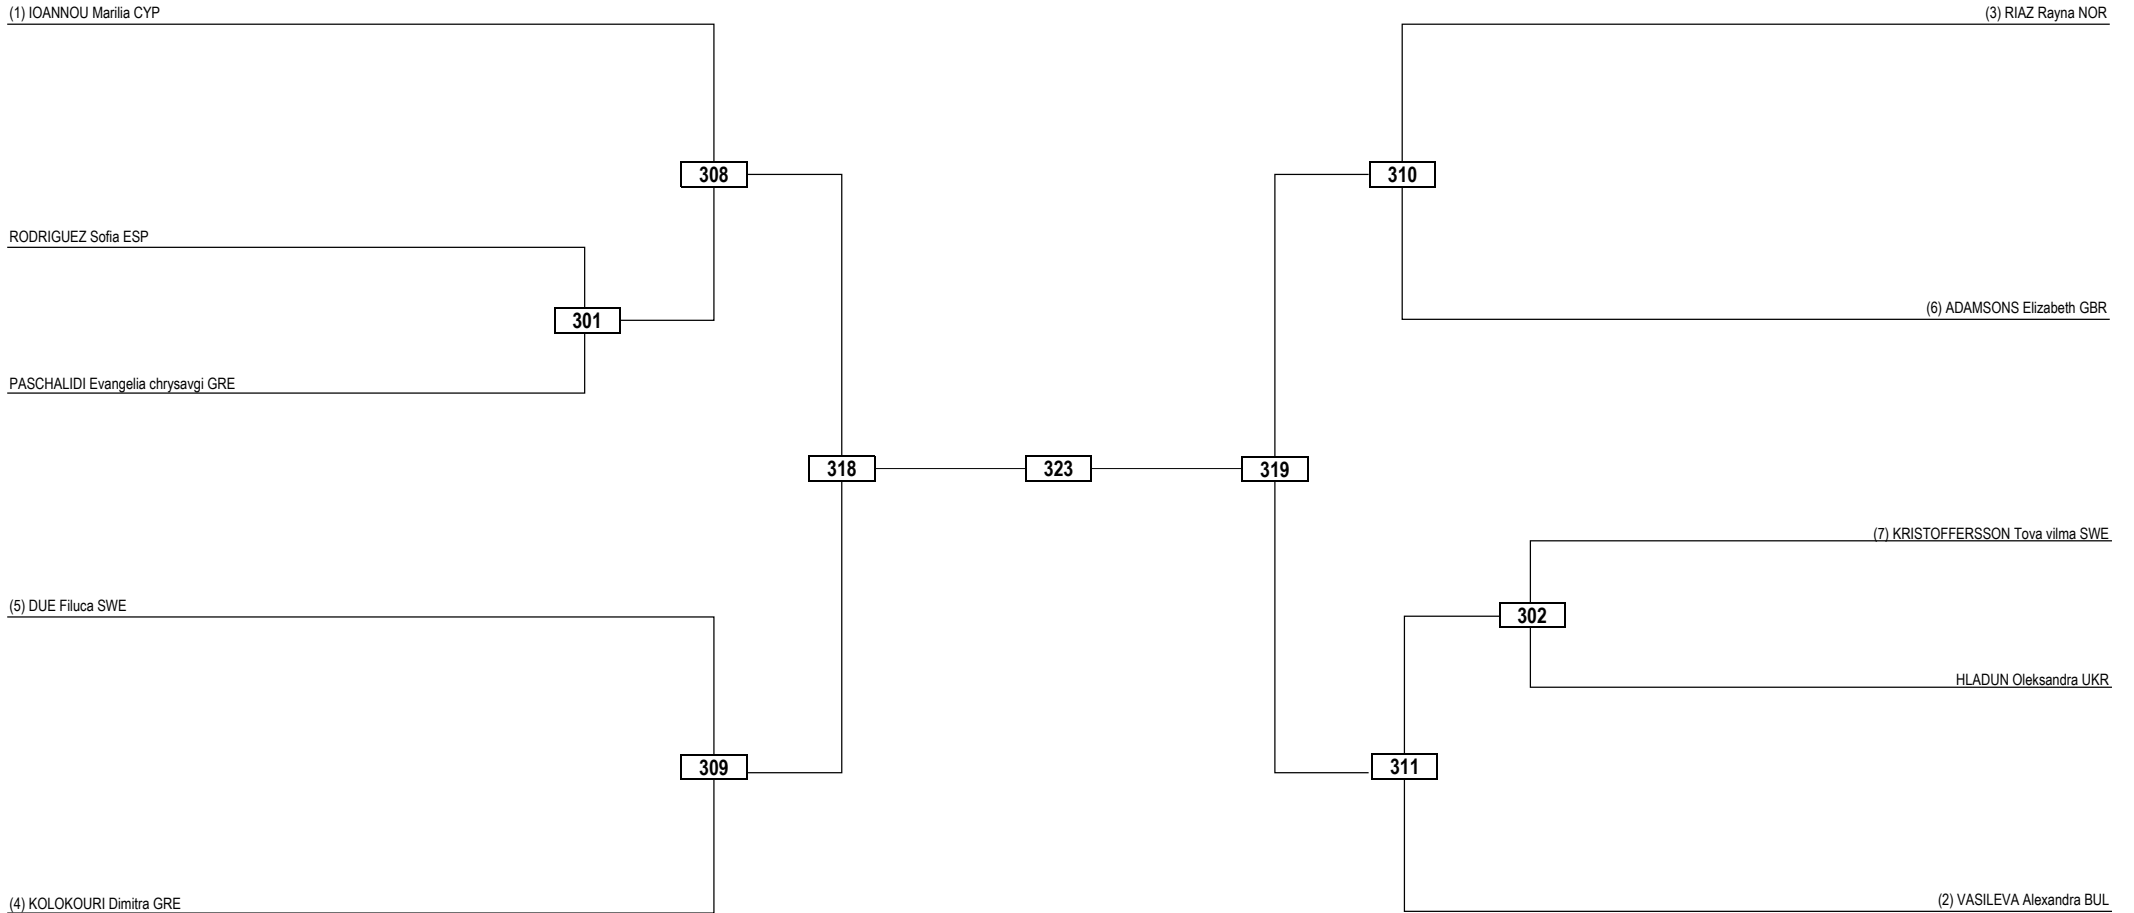 (1) IOANNOU Marilia CYP
(3) RIAZ Rayna NOR
308
310
RODRIGUEZ Sofia ESP
301
(6) ADAMSONS Elizabeth GBR
PASCHALIDI Evangelia chrysavgi GRE
318
323
319
(7) KRISTOFFERSSON Tova vilma SWE
(5) DUE Filuca SWE
302
HLADUN Oleksandra UKR
309
311
(4) KOLOKOURI Dimitra GRE
(2) VASILEVA Alexandra BUL